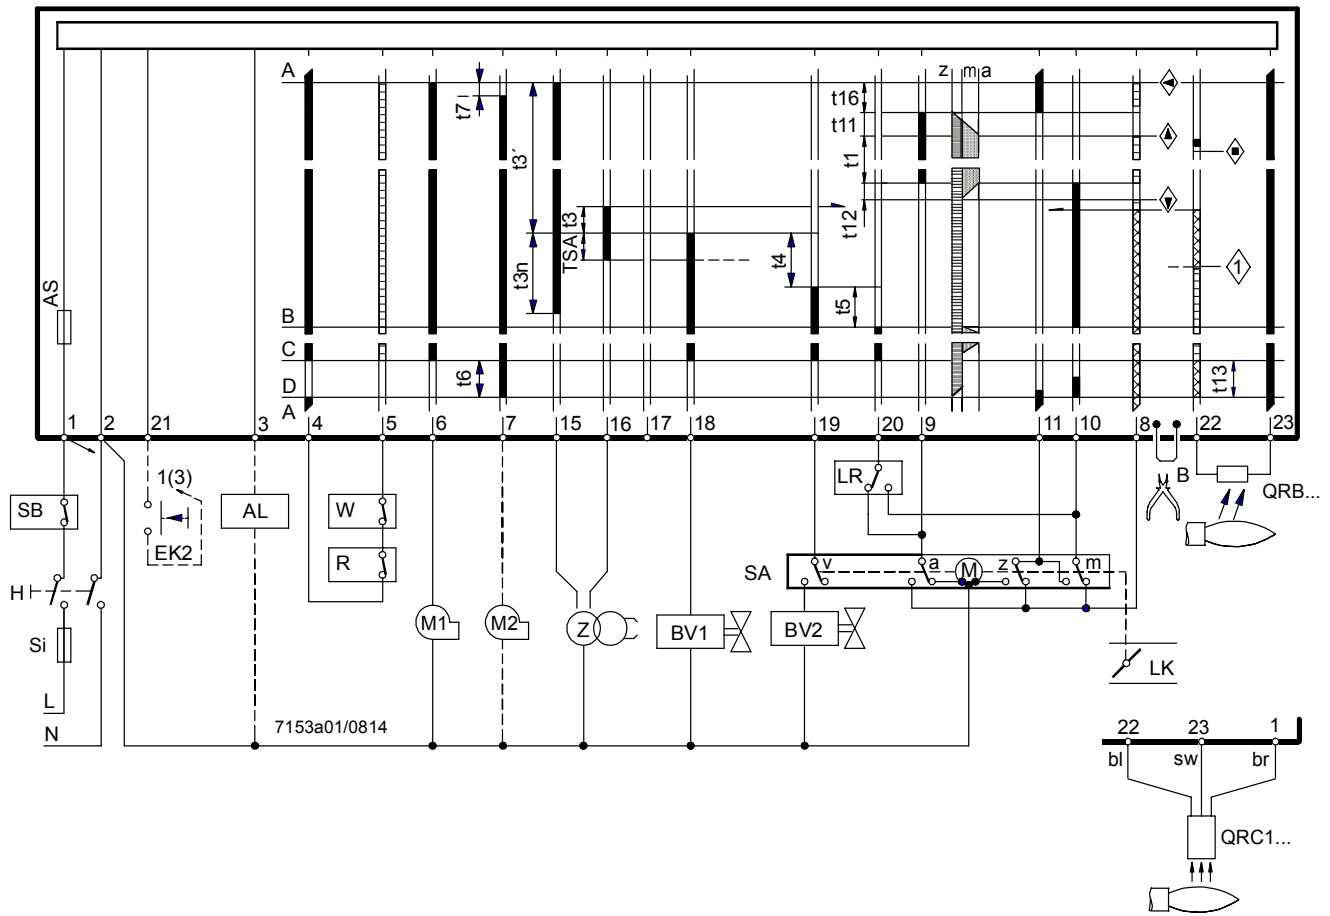 A
z m a
t7
t16
t11
t3´
t1
t3
t12
TSA
t4
t3n
1
AS
t5
B
C
t6
t13
D
A
1 2 21 3 4 5 6 7 15 16 17 18 19 20 9 11 10 8 22 23
1(3)
LR
B
QRB...
SB
AL
W
EK2
R
SA
v a M z m
H
M1 M2 Z BV1 BV2
Si
LK
L
7153a01/0814
N
22 23 1
bl sw br
QRC1...